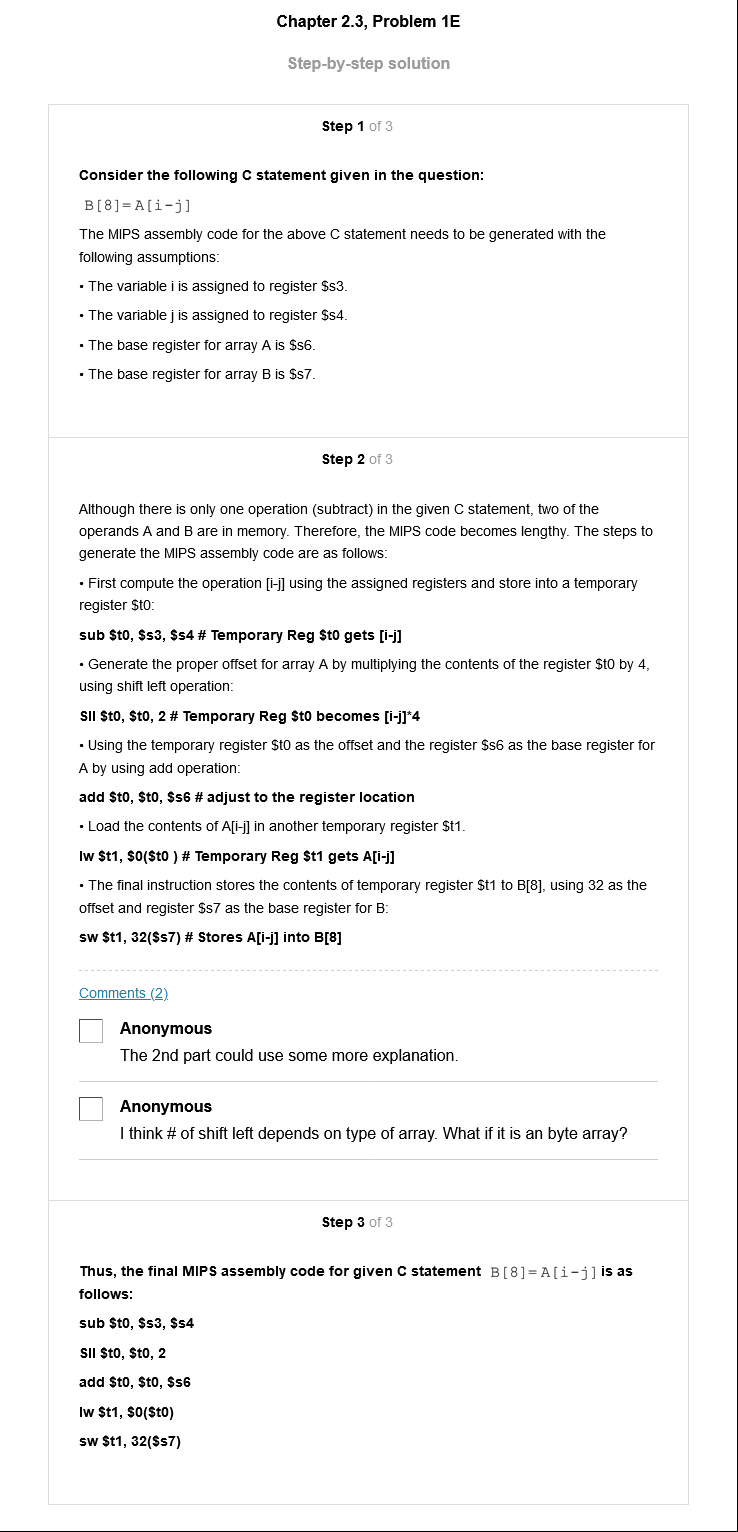 Chapter 2.3, Problem 1E
Step-by-step solution
Step 1 of 3
Consider the following C statement given in the question:
B[8]=A[i-j]
The MIPS assembly code for the above C statement needs to be generated with the
following assumptions:
• The variable i is assigned to register $s3.
• The variable j is assigned to register $s4.
• The base register for array A is $s6.
• The base register for array B is $s7.
Step 2 of 3
Although there is only one operation (subtract) in the given C statement, two of the
operands A and B are in memory. Therefore, the MIPS code becomes lengthy. The steps to
generate the MIPS assembly code are as follows:
• First compute the operation [i-j] using the assigned registers and store into a temporary
register $t0:
sub $t0, $s3, $s4 # Temporary Reg $t0 gets [i-j]
• Generate the proper offset for array A by multiplying the contents of the register $t0 by 4,
using shift left operation:
Sll $t0, $t0, 2 # Temporary Reg $t0 becomes [i-j]*4
• Using the temporary register $t0 as the offset and the register $s6 as the base register for
A by using add operation:
add $t0, $t0, $s6 # adjust to the register location
• Load the contents of A[i-j] in another temporary register $t1.
lw $t1, $0($t0 ) # Temporary Reg $t1 gets A[i-j]
• The final instruction stores the contents of temporary register $t1 to B[8], using 32 as the
offset and register $s7 as the base register for B:
sw $t1, 32($s7) # Stores A[i-j] into B[8]
Comments (2)
Anonymous
The 2nd part could use some more explanation.
Anonymous
I think # of shift left depends on type of array. What if it is an byte array?
Step 3 of 3
Thus, the final MIPS assembly code for given C statement B[8]=A[i-j] is as
follows:
sub $t0, $s3, $s4
Sll $t0, $t0, 2
add $t0, $t0, $s6
lw $t1, $0($t0)
sw $t1, 32($s7)